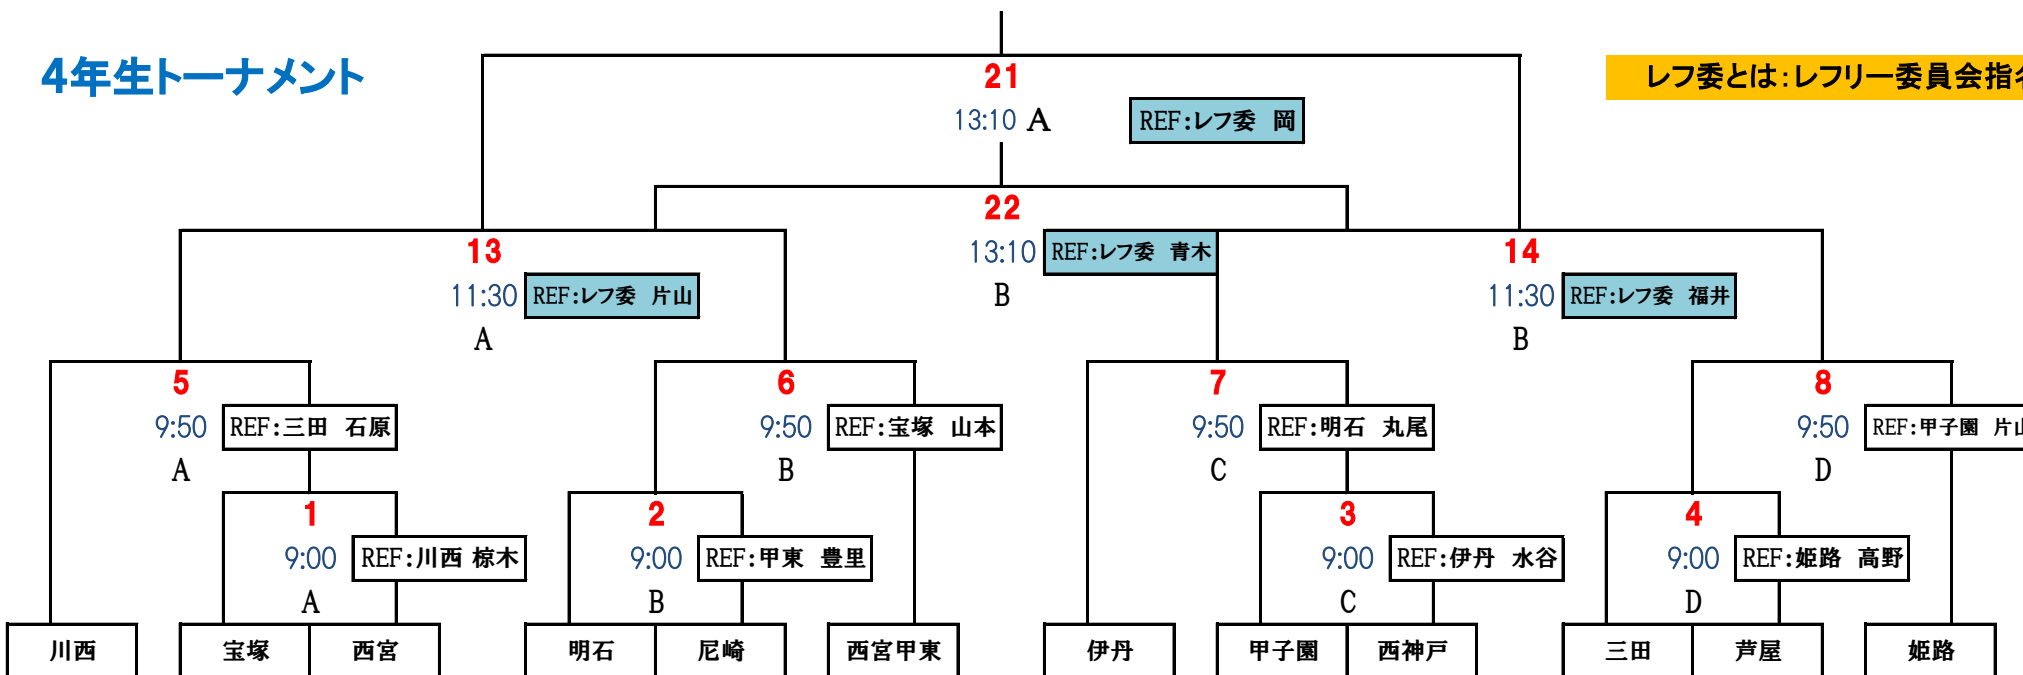 4年生トーナメント
レフ委とは：レフリー委員会指名
21
13:10 A
REF:レフ委 岡
22
13:10
REF:レフ委 青木
B
13
11:30
REF:レフ委 片山
A
14
11:30
REF:レフ委 福井
B
5
9:50
REF:三田 石原
A
6
9:50
REF:宝塚 山本
B
7
9:50
REF:明石 丸尾
C
8
9:50
REF:甲子園 片山
D
1
9:00
REF:川西 椋木
A
2
9:00
REF:甲東 豊里
B
3
9:00
REF:伊丹 水谷
C
4
9:00
REF:姫路 高野
D
川西
宝塚
西宮
明石
尼崎
西宮甲東
伊丹
甲子園
西神戸
三田
芦屋
姫路